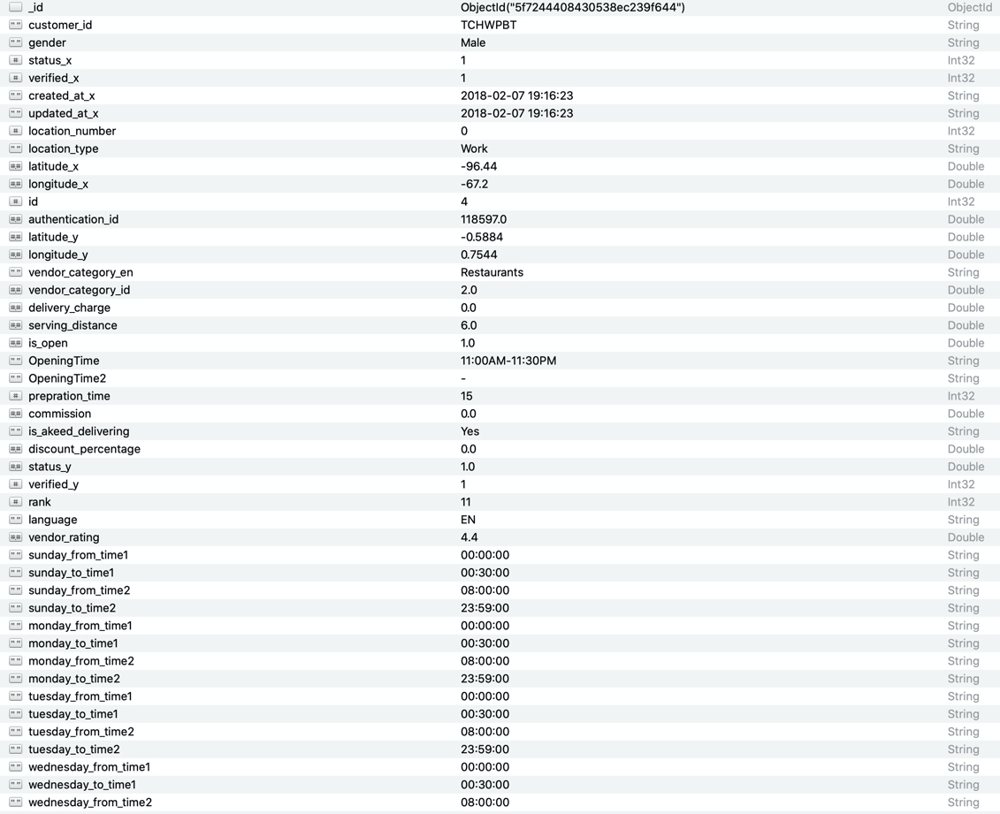 _id ObjectId("5f7244408430538ec239f644") ObjectId
customer_id TCHWPBT String
gender Male String
status_x 1 Int32
verified_x 1 Int32
created_at_x 2018-02-07 19:16:23 String
updated_at_x 2018-02-07 19:16:23 String
location_number 0 Int32
location_type Work String
latitude_x -96.44 Double
longitude_x -67.2 Double
id 4 Int32
authentication_id 118597.0 Double
latitude_y -0.5884 Double
longitude_y 0.7544 Double
vendor_category_en Restaurants String
vendor_category_id 2.0 Double
delivery_charge 0.0 Double
serving_distance 6.0 Double
is_open 1.0 Double
OpeningTime 11:00AM-11:30PM String
OpeningTime2 - String
prepration_time 15 Int32
commission 0.0 Double
is_akeed_delivering Yes String
discount_percentage 0.0 Double
status_y 1.0 Double
verified_y 1 Int32
rank 11 Int32
language EN String
vendor_rating 4.4 Double
sunday_from_time1 00:00:00 String
sunday_to_time1 00:30:00 String
sunday_from_time2 08:00:00 String
sunday_to_time2 23:59:00 String
monday_from_time1 00:00:00 String
monday_to_time1 00:30:00 String
monday_from_time2 08:00:00 String
monday_to_time2 23:59:00 String
tuesday_from_time1 00:00:00 String
tuesday_to_time1 00:30:00 String
tuesday_from_time2 08:00:00 String
tuesday_to_time2 23:59:00 String
wednesday_from_time1 00:00:00 String
wednesday_to_time1 00:30:00 String
wednesday_from_time2 08:00:00 String